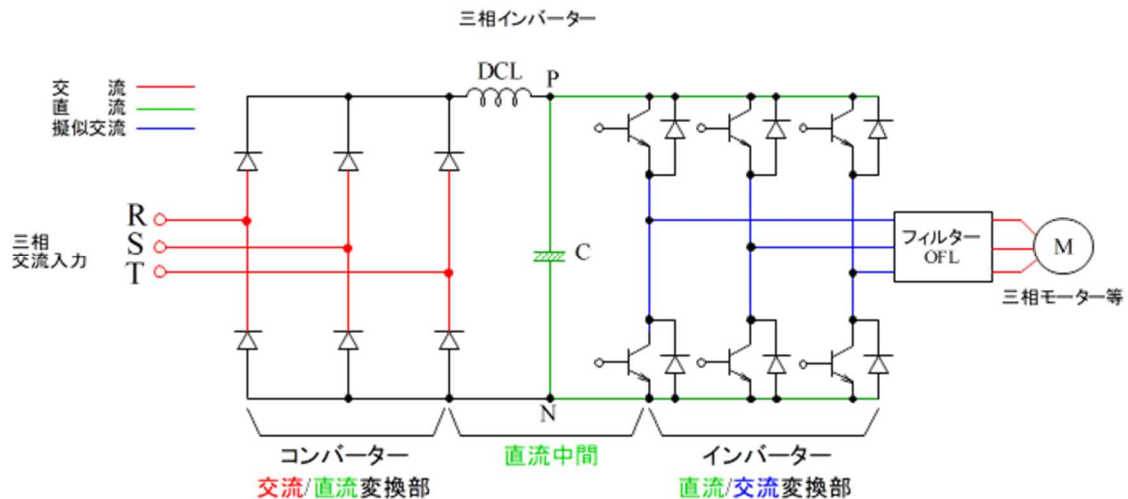 三相インバーター
交 流
直 流
擬似交流
DCL
P
R
S
T
三相
交流入力
C
フィルター
OFL
M
三相モーター等
N
コンバーター
交流/直流変換部
直流中間
インバーター
直流/交流変換部